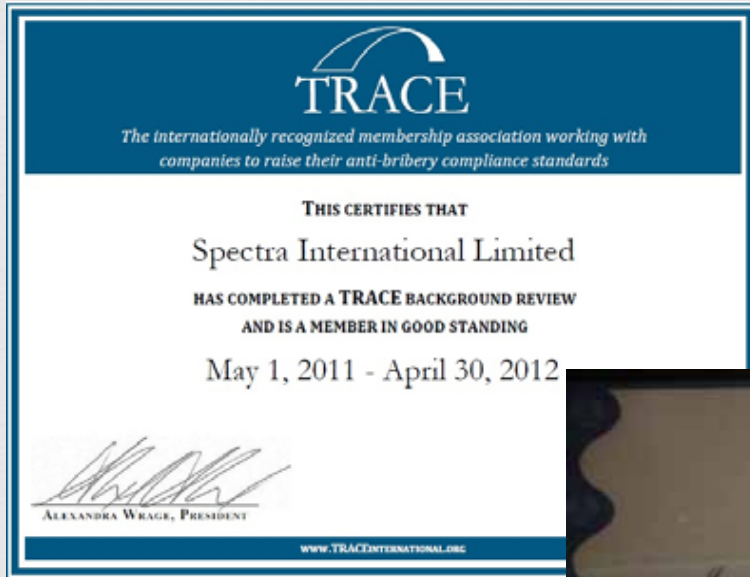 TRACE
The internationally recognized membership association working with
companies to raise their anti-bribery compliance standards
THIS CERTIFIES THAT
Spectra International Limited
HAS COMPLETED A TRACE BACKGROUND REVIEW
AND IS A MEMBER IN GOOD STANDING
May 1, 2011 - April 30, 2012
ALEXANDRA WRAGE, PRESIDENT
WWW.TRACEINTERNATIONAL.ORG